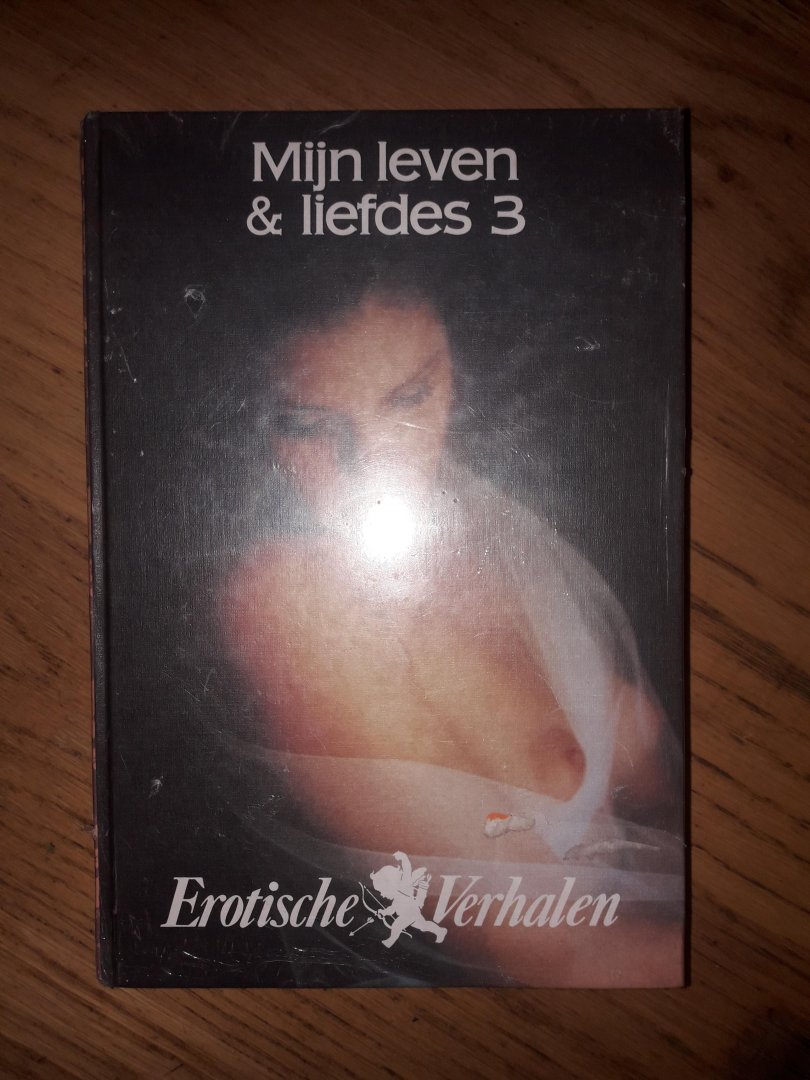 Mijn leven
& liefdes 3
Erotische Verhalen